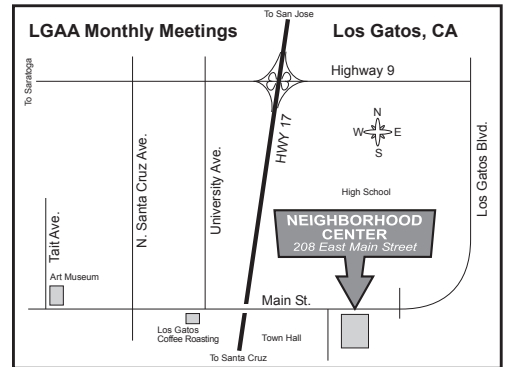 To San Jose
LGAA Monthly Meetings
Los Gatos, CA
To Saratoga
Highway 9
N
W
E
S
HWY 17
Tait Ave.
N. Santa Cruz Ave.
University Ave.
Los Gatos Blvd.
High School
NEIGHBORHOOD
CENTER
208 East Main Street
Art Museum
Main St.
Los Gatos
Coffee Roasting
Town Hall
To Santa Cruz